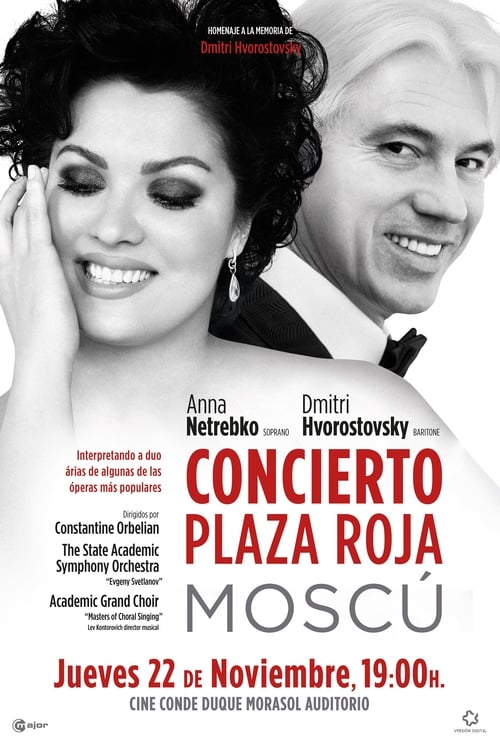 HOMENAJE A LA MEMORIA DE
Dmitri Hvorostovsky
Anna
Netrebko SOPRANO
Dmitri
Hvorostovsky BARITONE
Interpretando a duo
árias de algunas de las
óperas más populares
CONCIERTO
PLAZA ROJA
MOSCÚ
Dirigidos por
Constantine Orbelian
The State Academic
Symphony Orchestra
"Evgeny Svetlanov"
Academic Grand Choir
"Masters of Choral Singing"
Lev Kontorovich director musical
Jueves 22 DE Noviembre, 19:00H.
CINE CONDE DUQUE MORASOL AUDITORIO
major
VERSIÓN DIGITAL